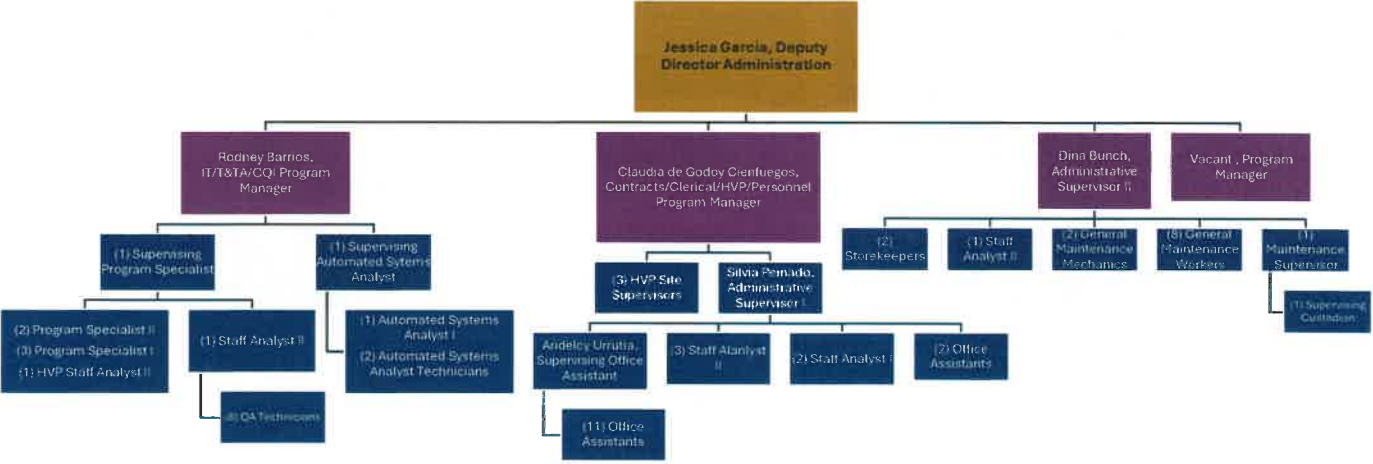 Jessica Garcia, Deputy
Director Administration
Rodney Barrios,
IT/T&TA/CQI Program
Manager
Claudia de Godoy Cienfuegos,
Contracts/Clerical/HVP/Personnel
Program Manager
Dina Bunch,
Administrative
Supervisor II
Vacant , Program
Manager
(1) Supervising
Program Specialist
(1) Supervising
Automated Sytems
Analyst
(3) HVP Site
Supervisors
Silvia Peinado,
Administrative
Supervisor I
(2)
Storekeepers
(1) Staff
Analyst II
(2) General
Maintenance
Mechanics
(8) General
Maintenance
Workers
(1)
Maintenance
Supervisor
(1) Supervising
Custodian
(2) Program Specialist II
(3) Program Specialist I
(1) HVP Staff Analyst II
(1) Staff Analyst II
(1) Automated Systems
Analyst I
(2) Automated Systems
Analyst Technicians
Andelcy Urrutia,
Supervising Office
Assistant
(3) Staff Alanlyst
II
(2) Staff Analyst I
(2) Office
Assistants
(8) QA Technicians
(11) Office
Assistants